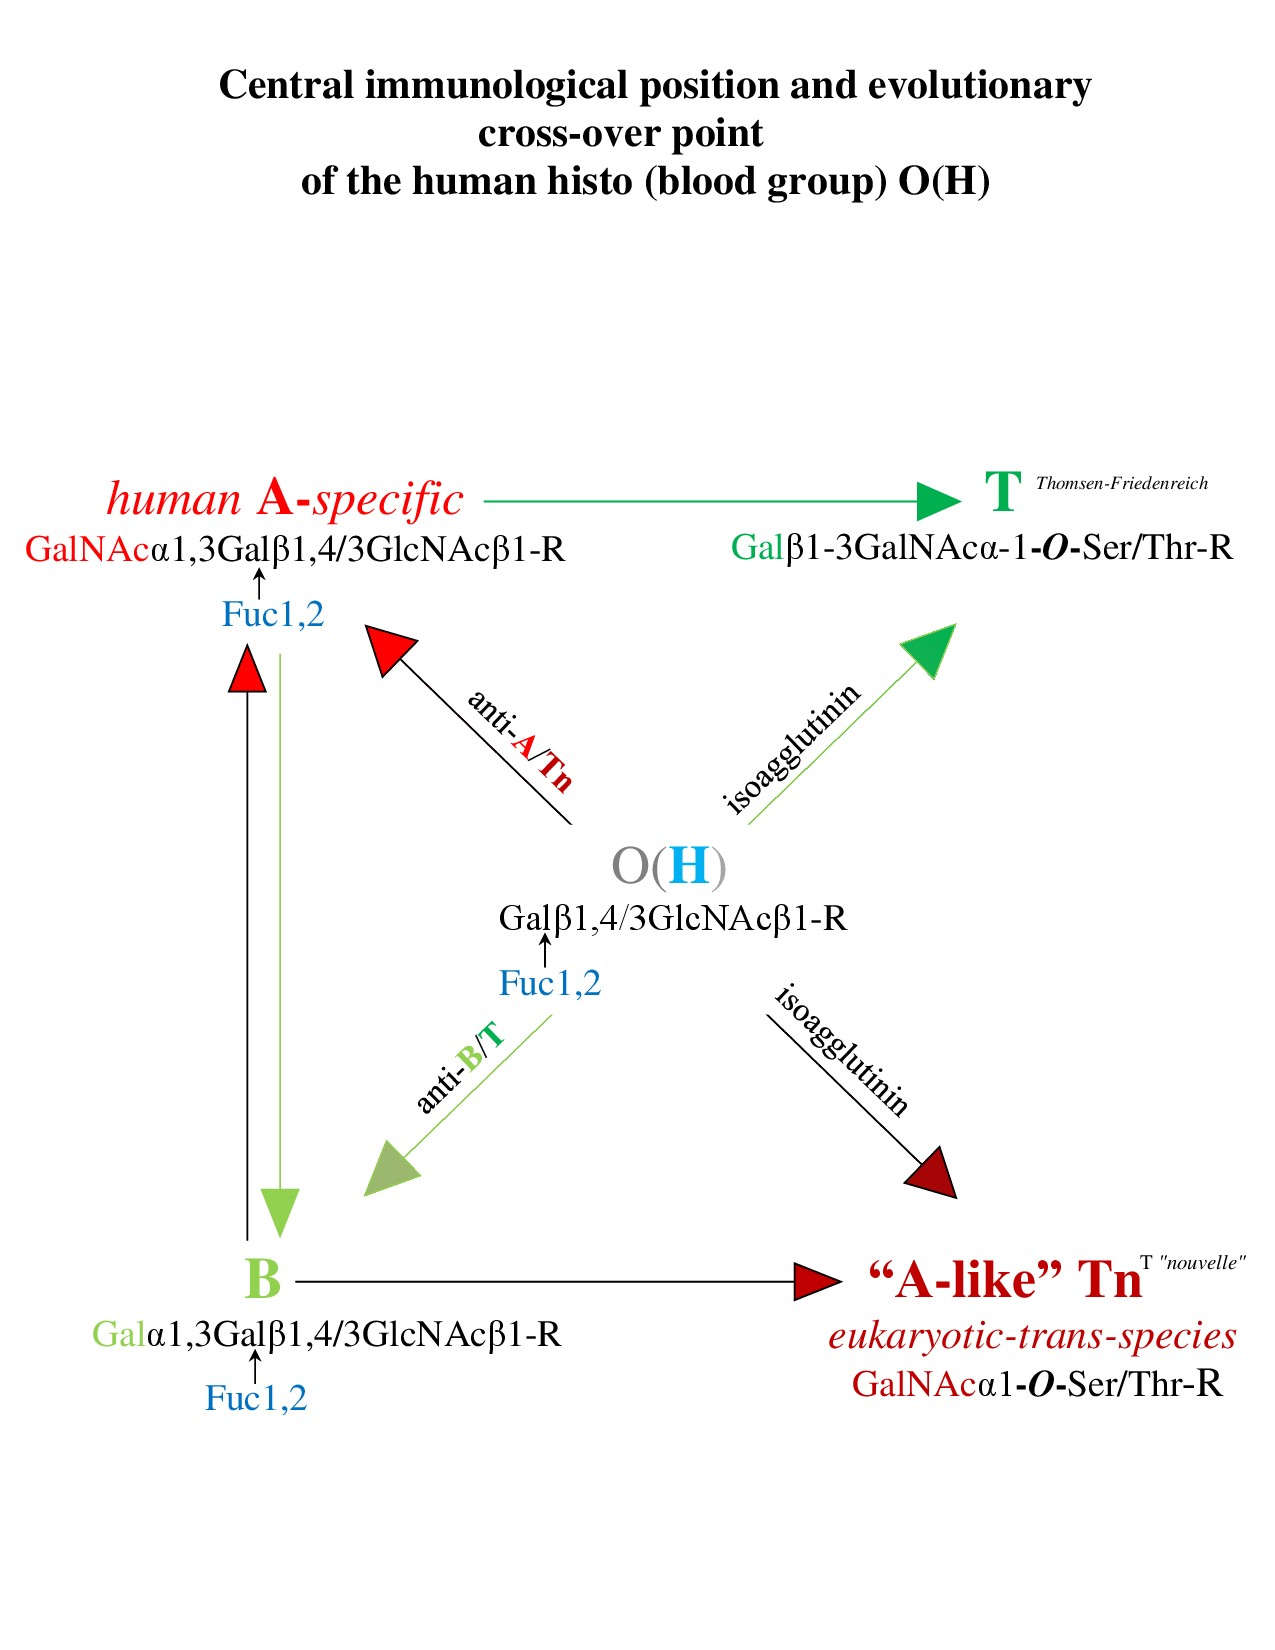 Central immunological position and evolutionary
cross-over point
of the human histo (blood group) O(H)
human A-specific
T Thomsen-Friedenreich
GalNAcα1,3Galβ1,4/3GlcNAcβ1-R
Galβ1-3GalNAcα-1-O-Ser/Thr-R
Fuc1,2
anti-A/Tn
isoagglutinin
O(H)
Galβ1,4/3GlcNAcβ1-R
Fuc1,2
anti-B/T
isoagglutinin
B
“A-like” Tn T "nouvelle"
Galα1,3Galβ1,4/3GlcNAcβ1-R
eukaryotic-trans-species
Fuc1,2
GalNAcα1-O-Ser/Thr-R